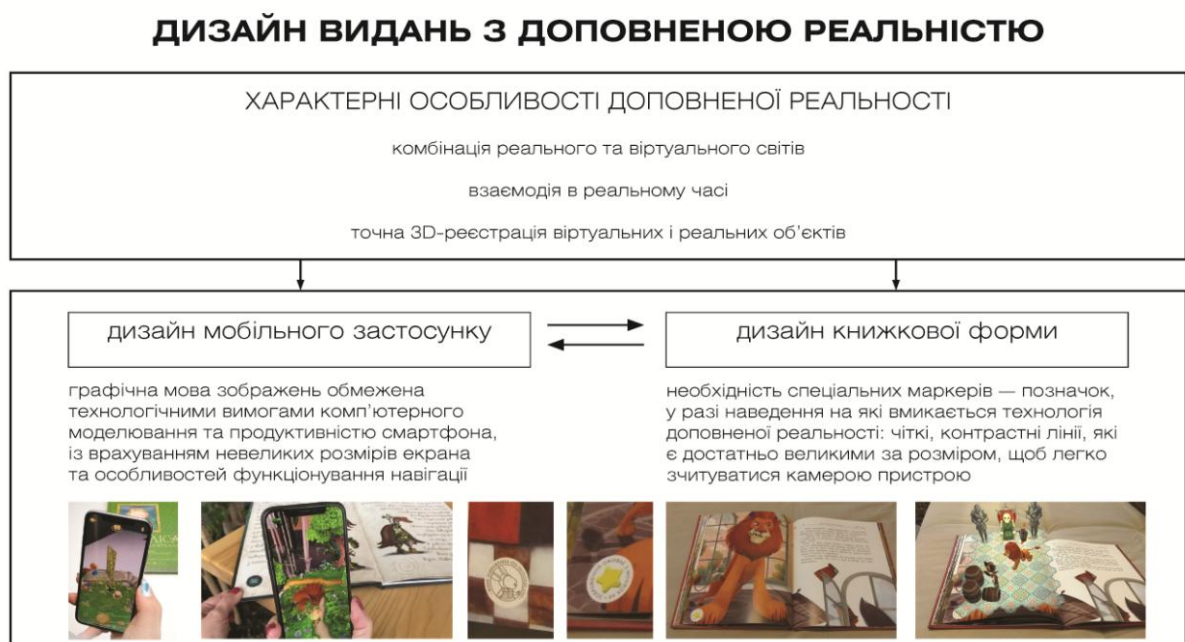 ДИЗАЙН ВИДАНЬ З ДОПОВНЕНОЮ РЕАЛЬНІСТЮ
ХАРАКТЕРНІ ОСОБЛИВОСТІ ДОПОВНЕНОЇ РЕАЛЬНОСТІ
комбінація реального та віртуального світів
взаємодія в реальному часі
точна 3D-реєстрація віртуальних і реальних об’єктів
дизайн мобільного застосунку
графічна мова зображень обмежена
технологічними вимогами комп’ютерного
моделювання та продуктивністю смартфона,
із врахуванням невеликих розмірів екрана
та особливостей функціонування навігації
дизайн книжкової форми
необхідність спеціальних маркерів — позначок,
у разі наведення на які вмикається технологія
доповненої реальності: чіткі, контрастні лінії, які
є достатньо великими за розміром, щоб легко
зчитуватися камерою пристрою